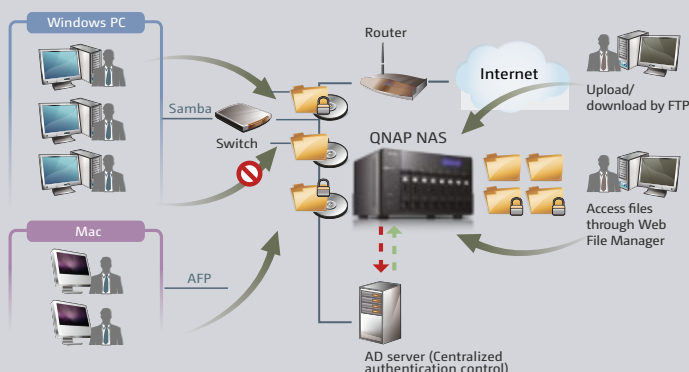 Windows PC
Samba
Switch
Mac
AFP
Router
Internet
QNAP NAS
Upload/
download by FTP
Access files
through Web
File Manager
AD server (Centralized
authentication control)